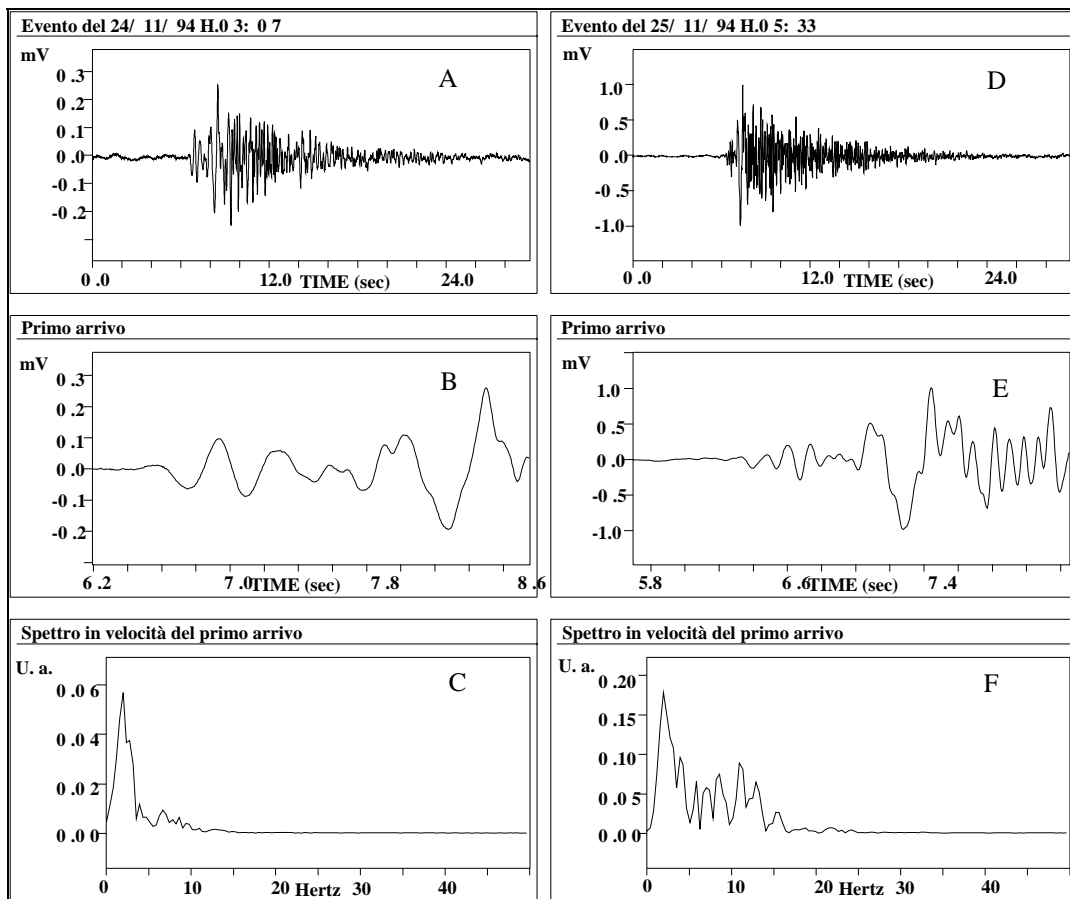 Evento del 24/ 11/ 94 H.0 3: 0 7
mV
A
0 .3
0 .2
0 .1
0 .0
-0 .1
-0 .2
0 .0 12.0 TIME (sec) 24.0
Evento del 25/ 11/ 94 H.0 5: 33
mV
D
1.0
0 .5
0 .0
-0 .5
-1.0
0 .0 12.0 TIME (sec) 24.0
Primo arrivo
mV
B
0 .3
0 .2
0 .1
0 .0
-0 .1
-0 .2
6 .2 7 .0 TIME (sec) 7 .8 8 .6
Primo arrivo
mV
E
1.0
0 .5
0 .0
-0 .5
-1.0
5.8 6 .6 TIME (sec) 7 .4
Spettro in velocità del primo arrivo
U. a.
C
0 .0 6
0 .0 4
0 .0 2
0 .0 0
0 10 20 Hertz 30 40
Spettro in velocità del primo arrivo
U. a.
F
0 .20
0 .15
0 .10
0 .05
0 .0 0
0 10 20 Hertz 30 40